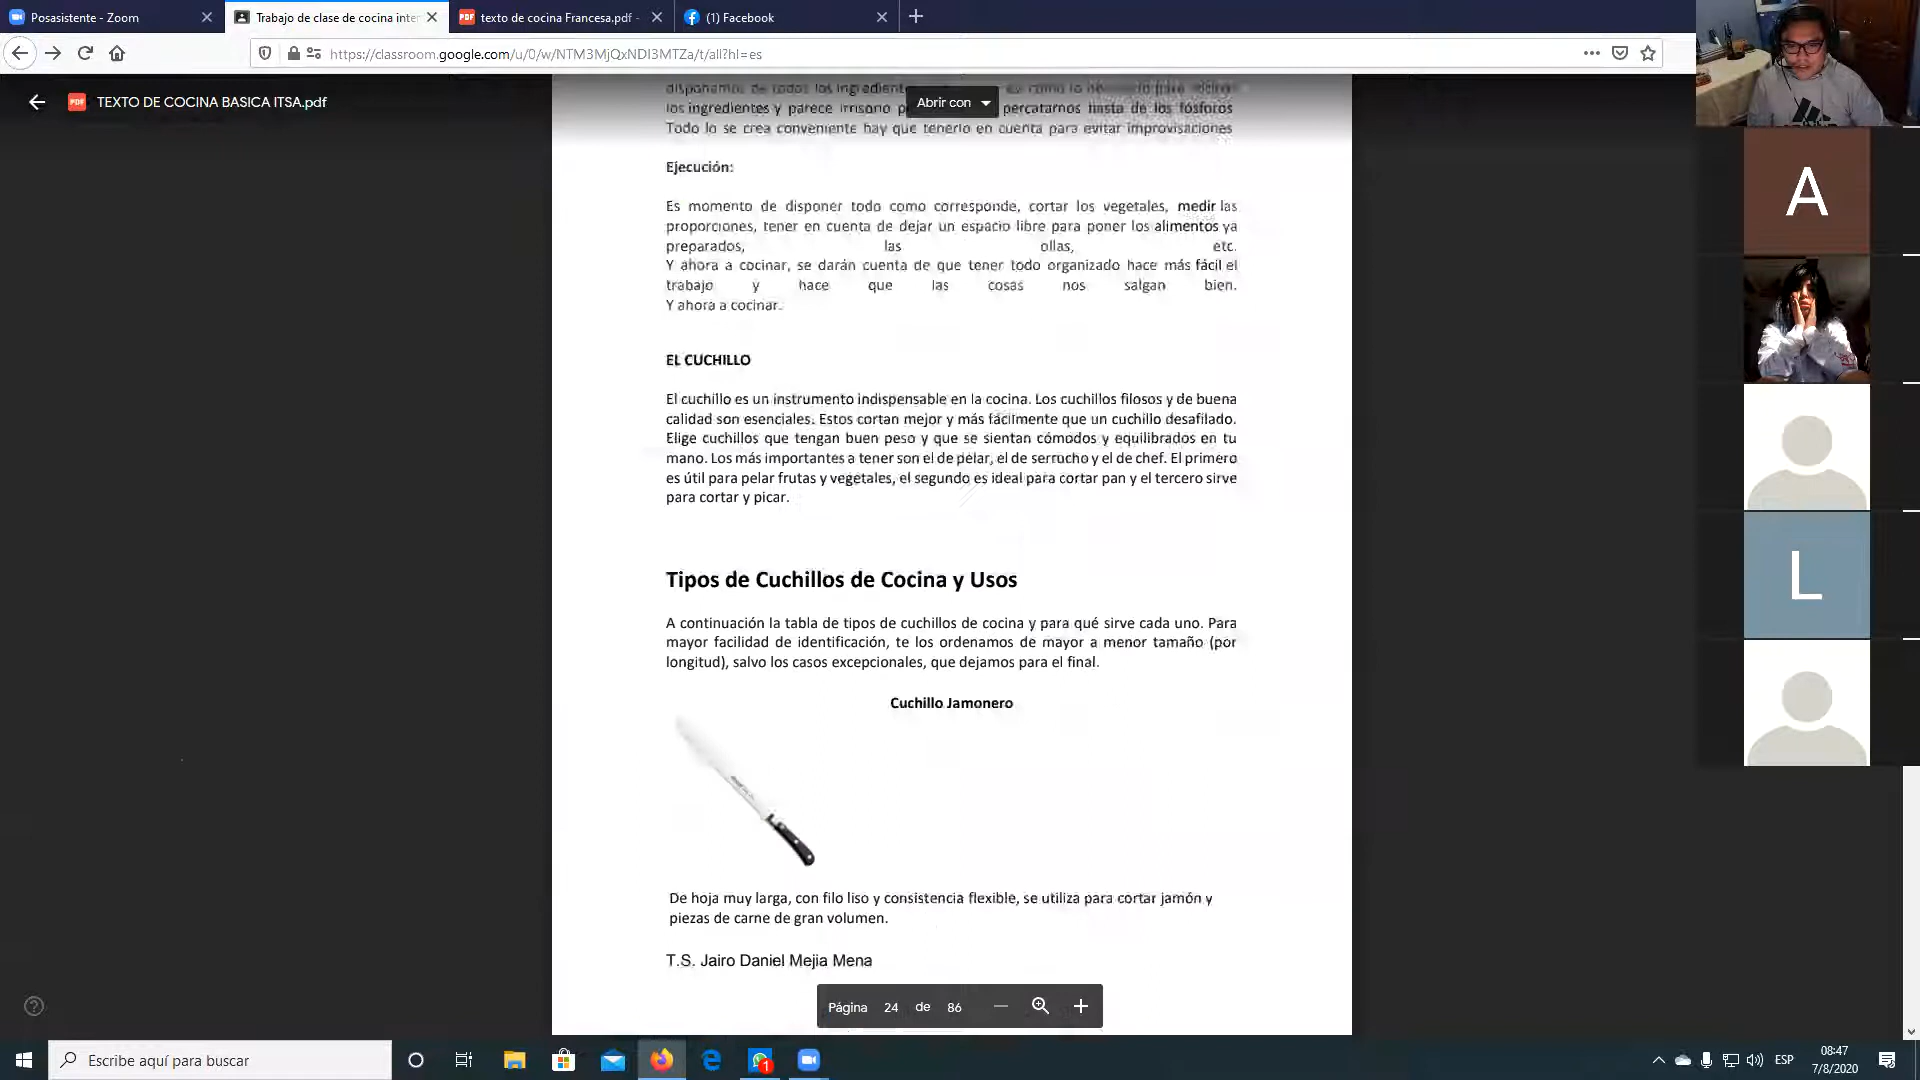 Posasistente - Zoom
Trabajo de clase de cocina inter
PDF texto de cocina Francesa.pdf -
(1) Facebook
https://classroom.google.com/u/0/w/NTM3MjQxNDI3MTZa/t/all?hl=es
PDF TEXTO DE COCINA BASICA ITSA.pdf
Abrir con
los ingredientes y parece irrisorio percatarnos hasta de los fósforos
Todo lo se crea conveniente hay que tenerlo en cuenta para evitar improvisaciones
Ejecución:
Es momento de disponer todo como corresponde, cortar los vegetales, medir las
proporciones, tener en cuenta de dejar un espacio libre para poner los alimentos ya
preparados, las ollas, etc.
Y ahora a cocinar, se darán cuenta de que tener todo organizado hace más fácil el
trabajo y hace que las cosas nos salgan bien.
Y ahora a cocinar.
EL CUCHILLO
El cuchillo es un instrumento indispensable en la cocina. Los cuchillos filosos y de buena
calidad son esenciales. Estos cortan mejor y más fácilmente que un cuchillo desafilado.
Elige cuchillos que tengan buen peso y que se sientan cómodos y equilibrados en tu
mano. Los más importantes a tener son el de pelar, el de serrucho y el de chef. El primero
es útil para pelar frutas y vegetales, el segundo es ideal para cortar pan y el tercero sirve
para cortar y picar.
Tipos de Cuchillos de Cocina y Usos
A continuación la tabla de tipos de cuchillos de cocina y para qué sirve cada uno. Para
mayor facilidad de identificación, te los ordenamos de mayor a menor tamaño (por
longitud), salvo los casos excepcionales, que dejamos para el final.
Cuchillo Jamonero
De hoja muy larga, con filo liso y consistencia flexible, se utiliza para cortar jamón y
piezas de carne de gran volumen.
T.S. Jairo Daniel Mejia Mena
Página 24 de 86
A
L
Escribe aquí para buscar
1
ESP
08:47
7/8/2020